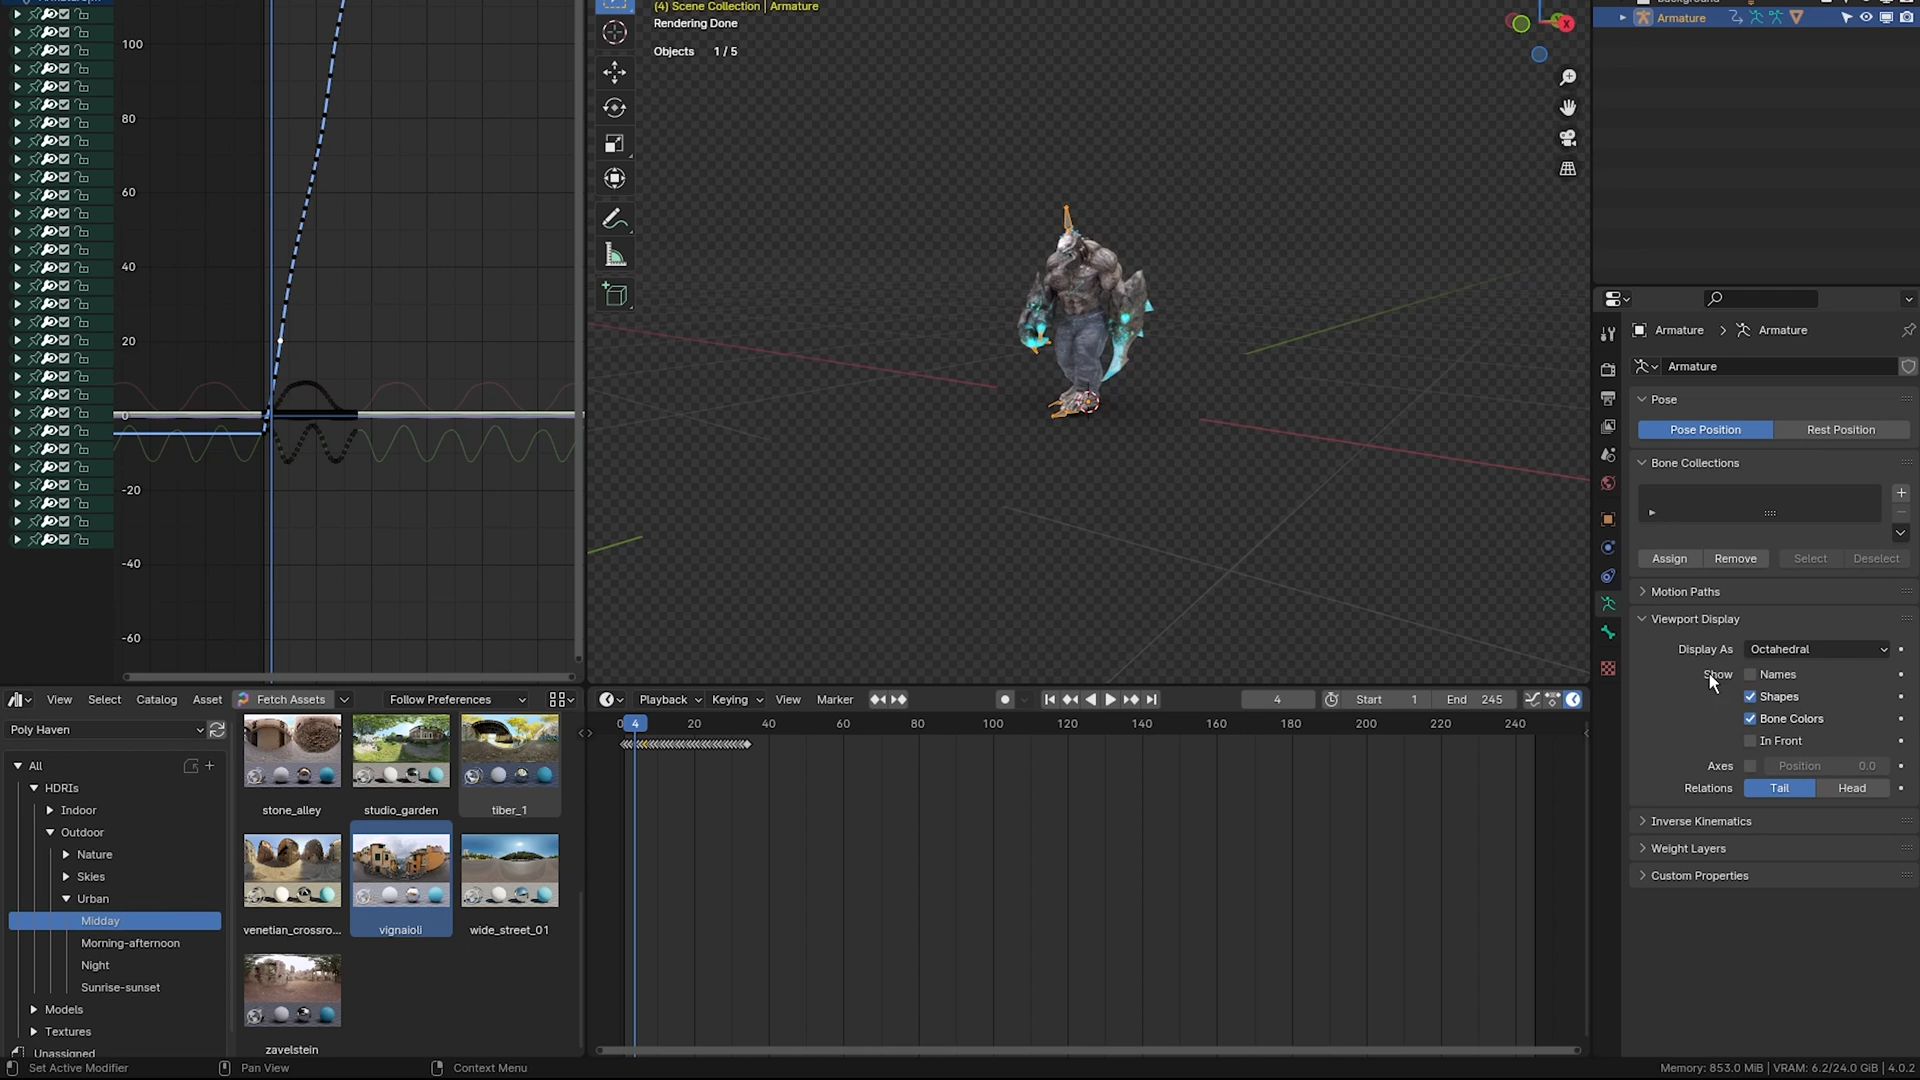 (4) Scene Collection | Armature
Rendering Done
Objects 1 / 5
100
80
60
40
20
0
-20
-40
-60
X
Armature
Armature > Armature
Armature
Pose
Pose Position Rest Position
Bone Collections
Assign Remove Select Deselect
Motion Paths
Viewport Display
Display As Octahedral
Show Names
Shapes
Bone Colors
In Front
Axes Position 0.0
Relations Tail Head
Inverse Kinematics
Weight Layers
Custom Properties
View Select Catalog Asset Fetch Assets Follow Preferences
Poly Haven
All
HDRIs
Indoor
Outdoor
Nature
Skies
Urban
Midday
Morning-afternoon
Night
Sunrise-sunset
Models
Textures
Unassigned
stone_alley studio_garden tiber_1
venetian_crossro... vignaioli wide_street_01
zavelstein
Playback Keying View Marker 4 Start 1 End 245
0 4 20 40 60 80 100 120 140 160 180 200 220 240
Set Active Modifier Pan View Context Menu
Memory: 853.0 MiB | VRAM: 6.2/24.0 GiB | 4.0.2